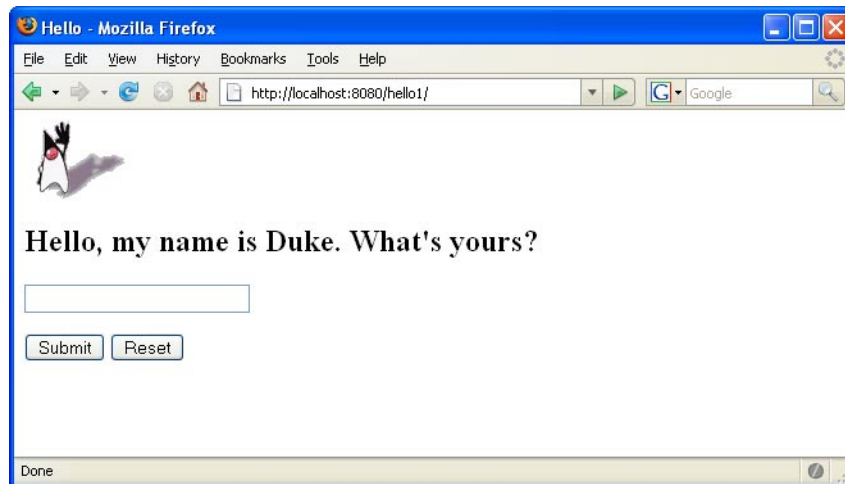 Hello - Mozilla Firefox
File Edit View History Bookmarks Tools Help
http://localhost:8080/hello1/ G Google
Hello, my name is Duke. What's yours?
Submit Reset
Done